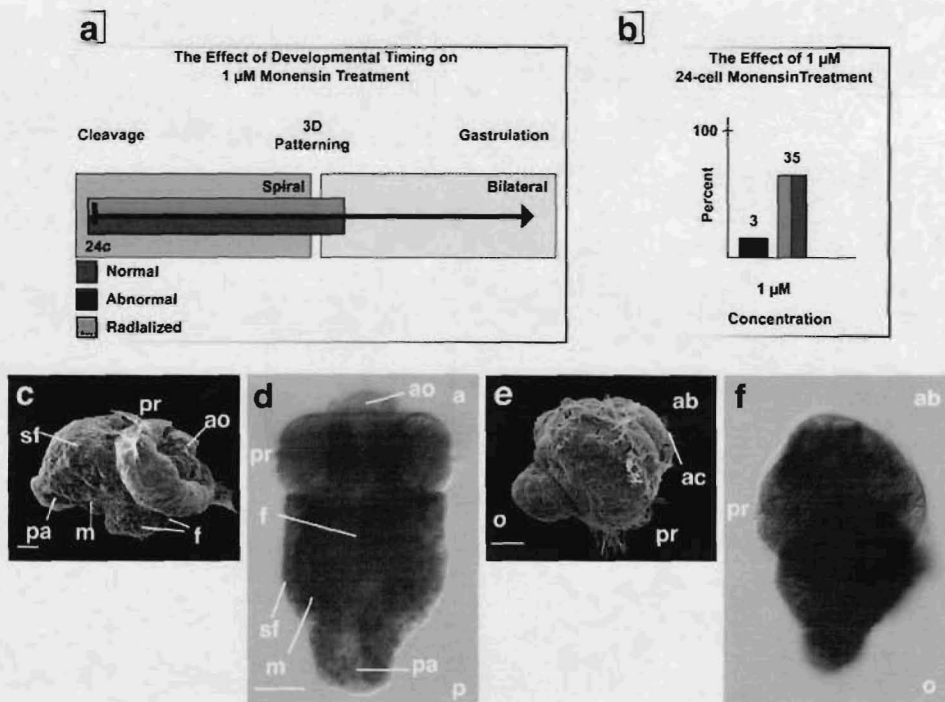 a
The Effect of Developmental Timing on
1 µM Monensin Treatment
Cleavage
3D
Patterning
Gastrulation
Spiral
Bilateral
24c
Normal
Abnormal
Radialized
b
The Effect of 1 µM
24-cell MonensinTreatment
100
35
3
Percent
1 µM
Concentration
c
pr
ao
sf
pa
m
f
d
ao
a
pr
f
sf
m
pa
p
e
ab
ac
o
pr
f
ab
pr
o